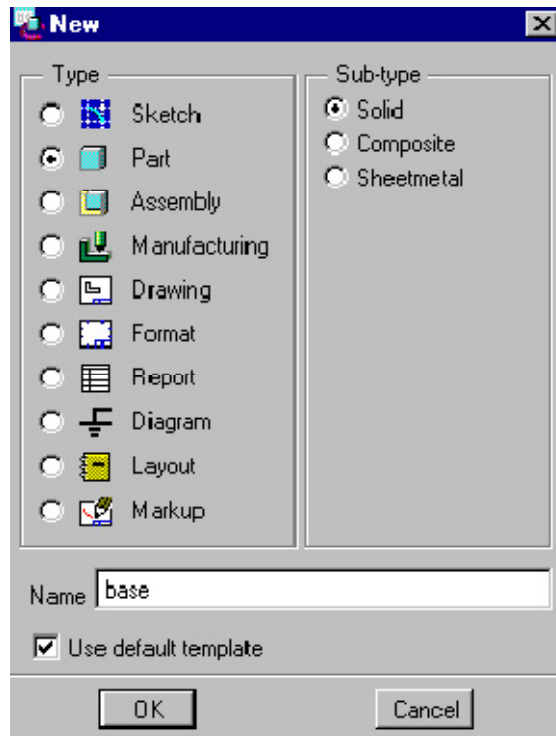 New
Type
Sketch
Part
Assembly
Manufacturing
Drawing
Format
Report
Diagram
Layout
Markup
Sub-type
Solid
Composite
Sheetmetal
Name base
Use default template
OK Cancel